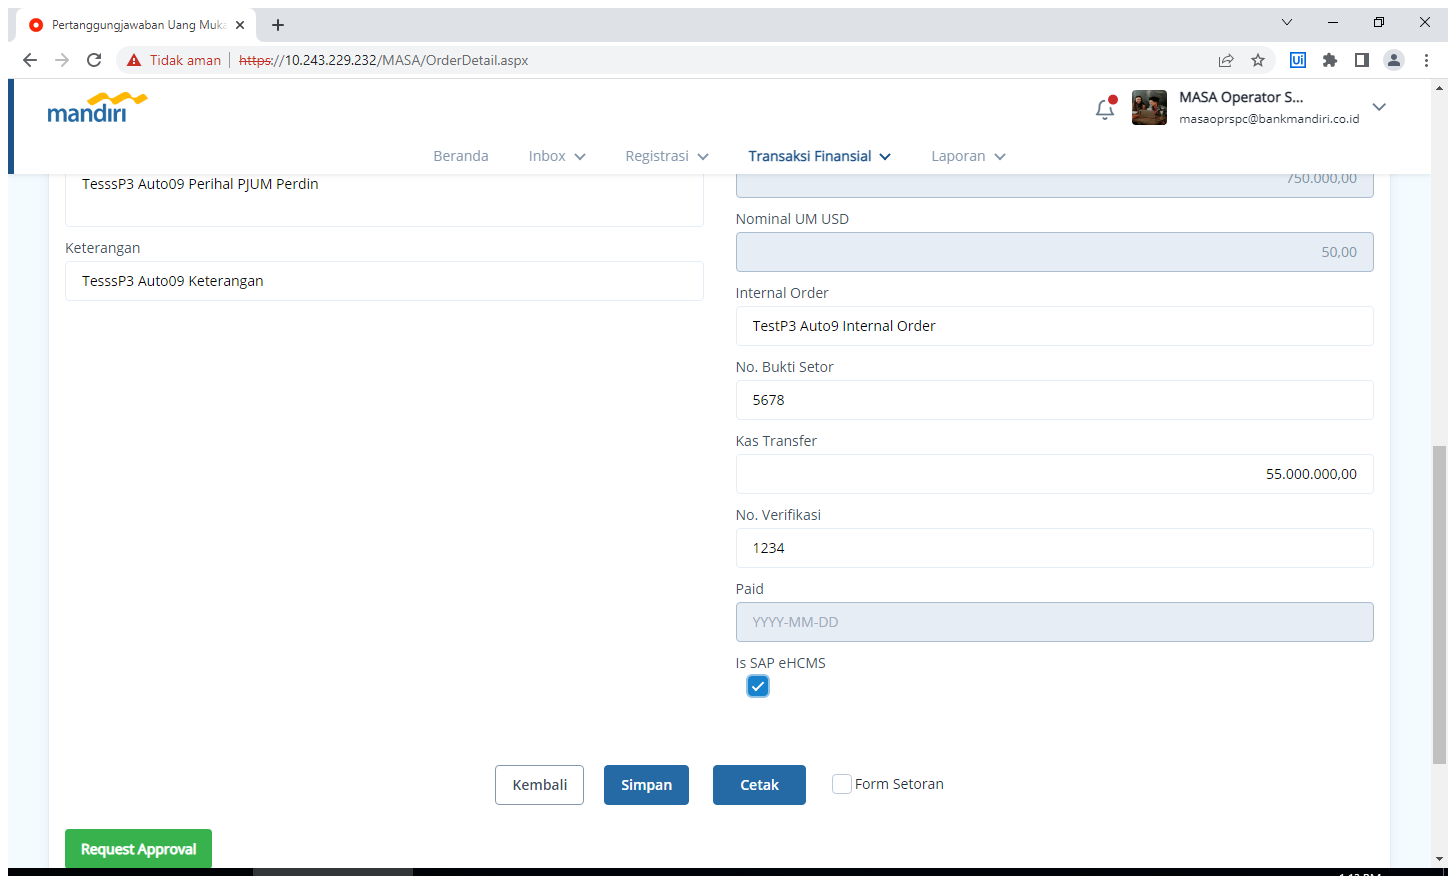 Pertanggungjawaban Uang Muka
Tidak aman
https://10.243.229.232/MASA/OrderDetail.aspx
Ui
mandırı
MASA Operator S...
masaoprspc@bankmandiri.co.id
Beranda
Inbox
Registrasi
Transaksi Finansial
Laporan
TesssP3 Auto09 Perihal PJUM Perdin
750.000,00
Nominal UM USD
Keterangan
50,00
TesssP3 Auto09 Keterangan
Internal Order
TestP3 Auto9 Internal Order
No. Bukti Setor
5678
Kas Transfer
55.000.000,00
No. Verifikasi
1234
Paid
YYYY-MM-DD
Is SAP eHCMS
Kembali
Simpan
Cetak
Form Setoran
Request Approval